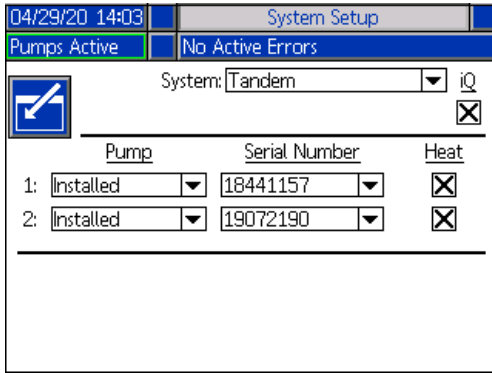 04/29/20 14:03 System Setup
Pumps Active No Active Errors
System: Tandem iQ
Pump Serial Number Heat
1: Installed 18441157
2: Installed 19072190